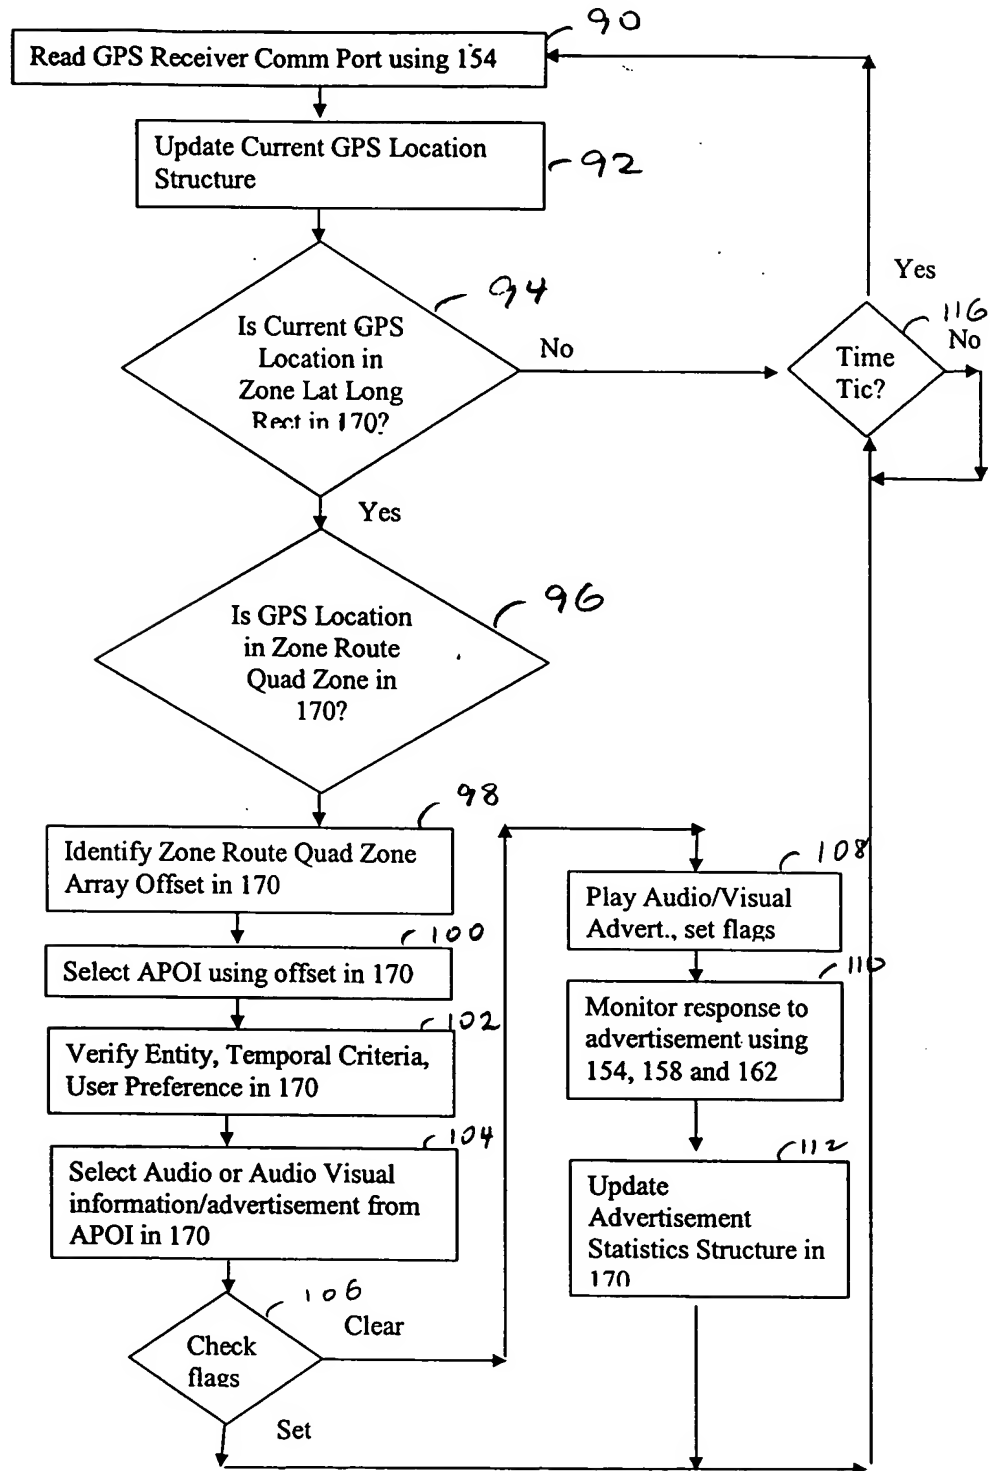 90
Read GPS Receiver Comm Port using 154
Update Current GPS Location
Structure
92
94
Is Current GPS
Location in
Zone Lat Long
Rect in 170?
No
Yes
116
Time
Tic?
No
Yes
96
Is GPS Location
in Zone Route
Quad Zone in
170?
98
Identify Zone Route Quad Zone
Array Offset in 170
100
Select APOI using offset in 170
102
Verify Entity, Temporal Criteria,
User Preference in 170
104
Select Audio or Audio Visual
information/advertisement from
APOI in 170
106
Check
flags
Clear
Set
108
Play Audio/Visual
Advert., set flags
110
Monitor response to
advertisement using
154, 158 and 162
112
Update
Advertisement
Statistics Structure in
170